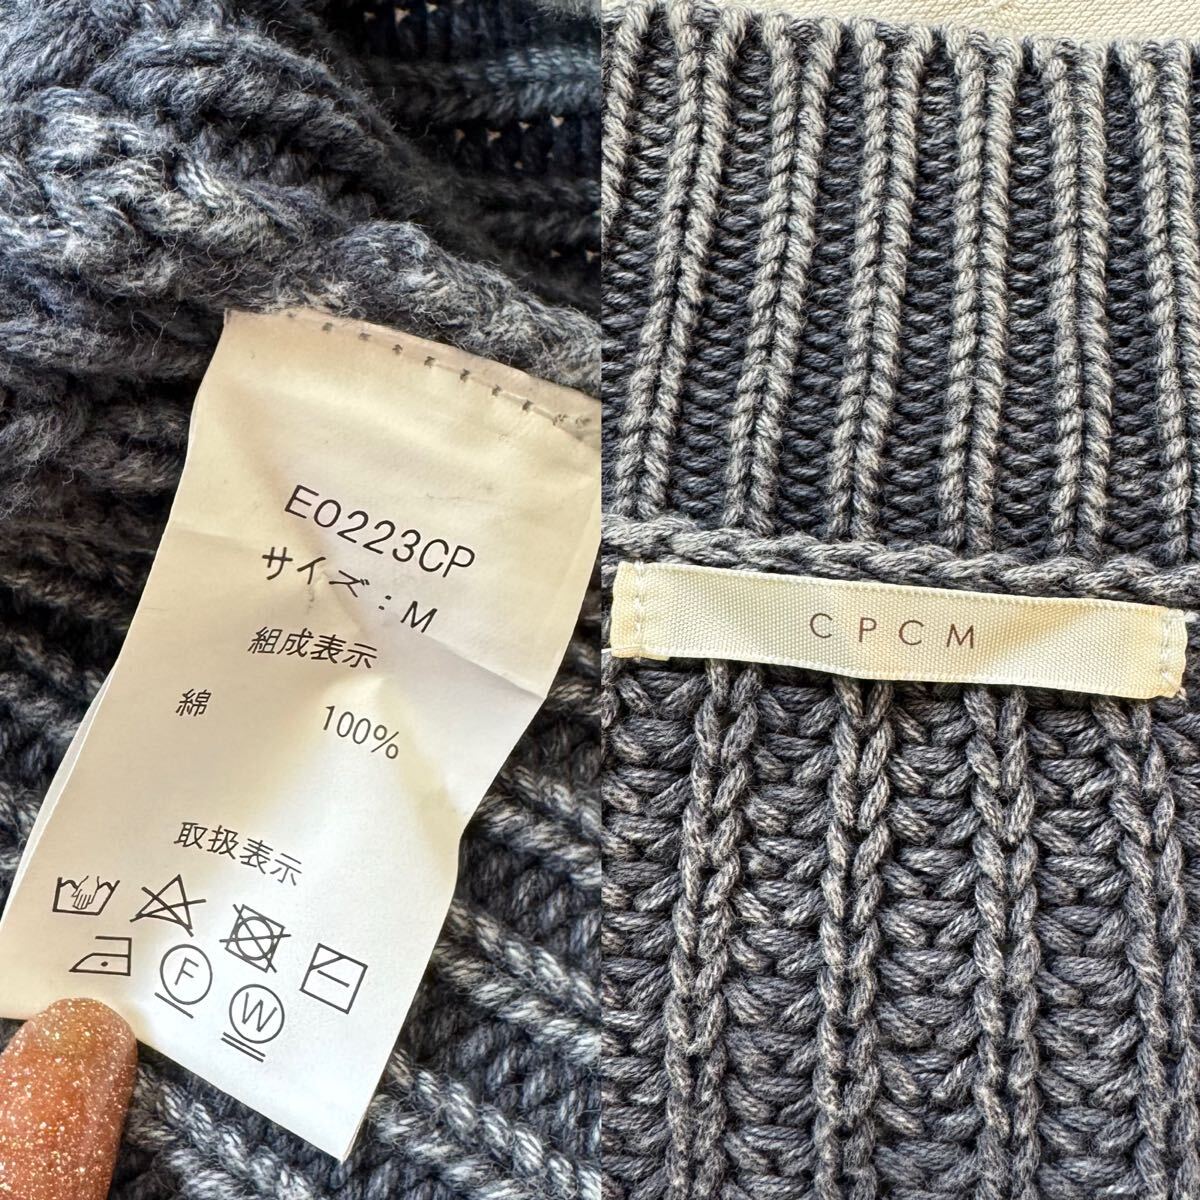 E0223CP
サイズ：M
組成表示
綿 100%
取扱表示
F
W
CPCM